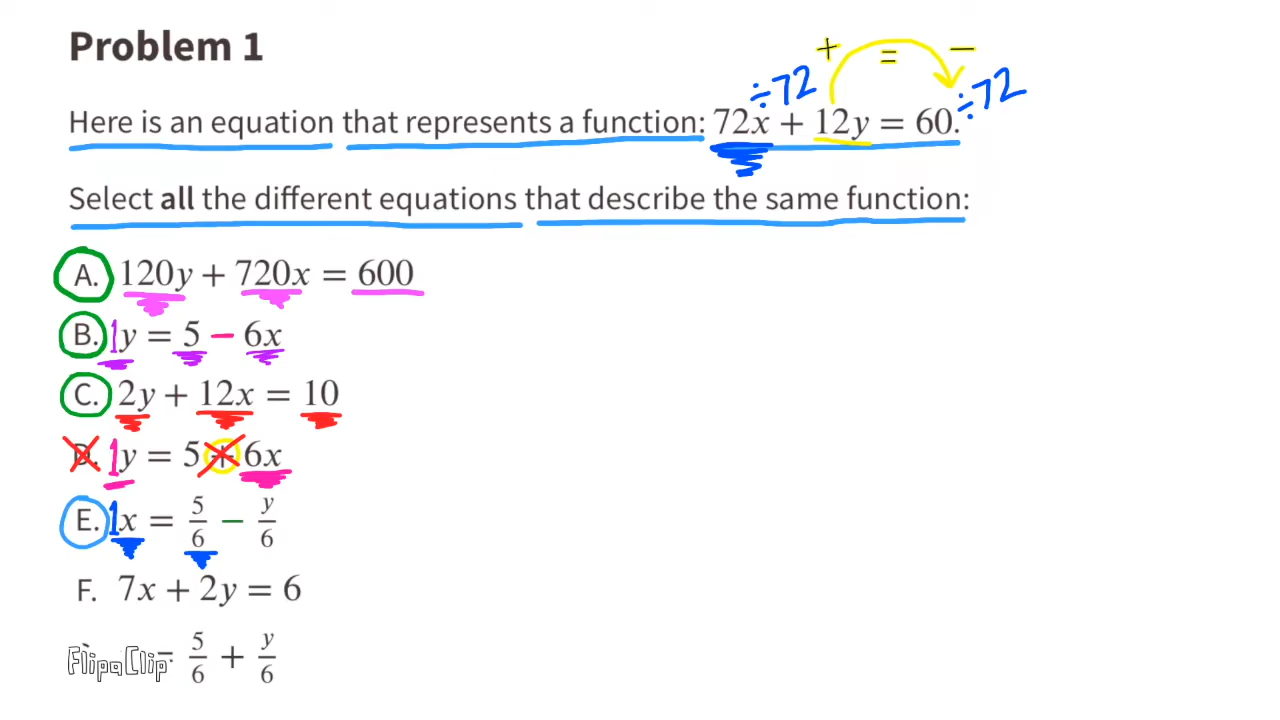 Problem 1
+ = −
÷72 ÷72
Here is an equation that represents a function: 72x + 12y = 60.
Select all the different equations that describe the same function:
A. 120y + 720x = 600
B. 1y = 5 − 6x
C. 2y + 12x = 10
D. 1y = 5 + 6x
E. 1x = 5/6 − y/6
F. 7x + 2y = 6
FlipaClip = 5/6 + y/6